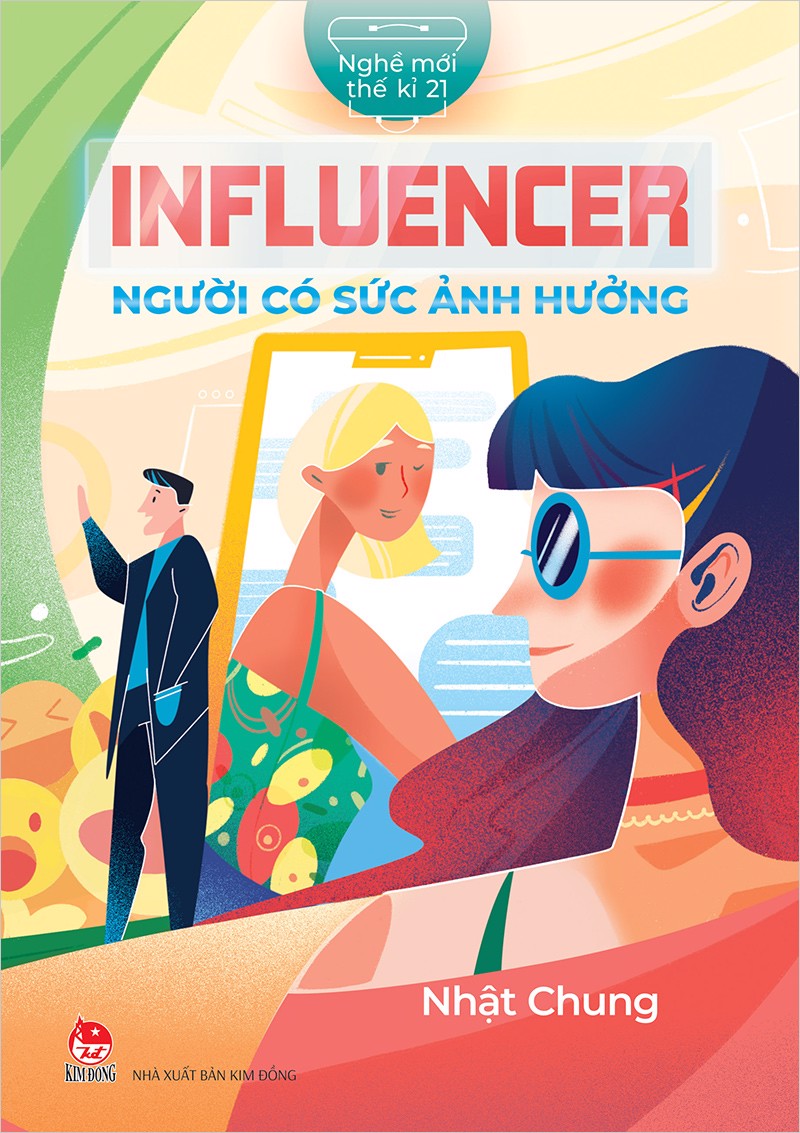 Nghề mới
thế kỉ 21
INFLUENCER
NGƯỜI CÓ SỨC ẢNH HƯỞNG
Nhật Chung
kđ
KIM ĐỒNG
NHÀ XUẤT BẢN KIM ĐỒNG